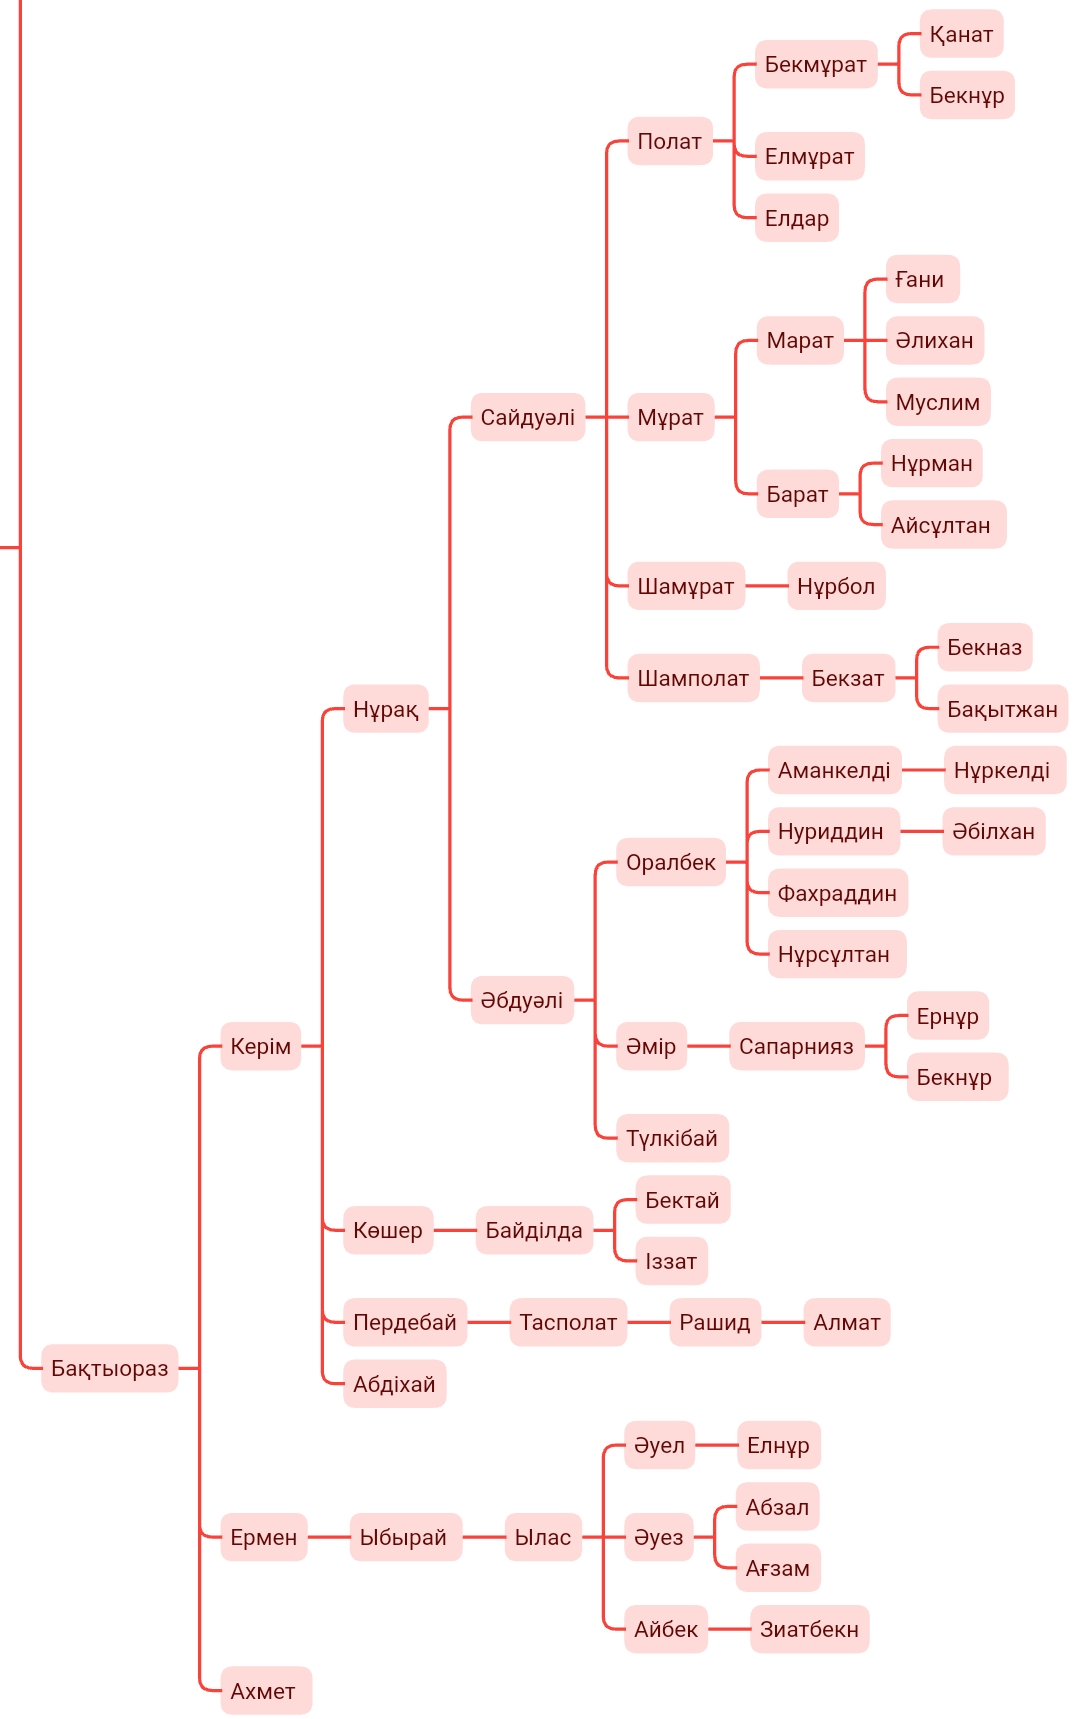 Қанат
Бекмұрат
Бекнұр
Полат
Елмұрат
Елдар
Ғани
Марат
Әлихан
Муслим
Сайдуәлі
Мұрат
Нұрман
Барат
Айсұлтан
Шамұрат
Нұрбол
Бекназ
Шамполат
Бекзат
Нұрақ
Бақытжан
Аманкелді
Нұркелді
Нуриддин
Әбілхан
Оралбек
Фахраддин
Нұрсұлтан
Әбдуәлі
Ернұр
Керім
Әмір
Сапарнияз
Бекнұр
Түлкібай
Бектай
Көшер
Байділда
Іззат
Пердебай
Тасполат
Рашид
Алмат
Бақтыораз
Абдіхай
Әуел
Елнұр
Абзал
Ермен
Ыбырай
Ылас
Әуез
Ағзам
Айбек
Зиатбекн
Ахмет